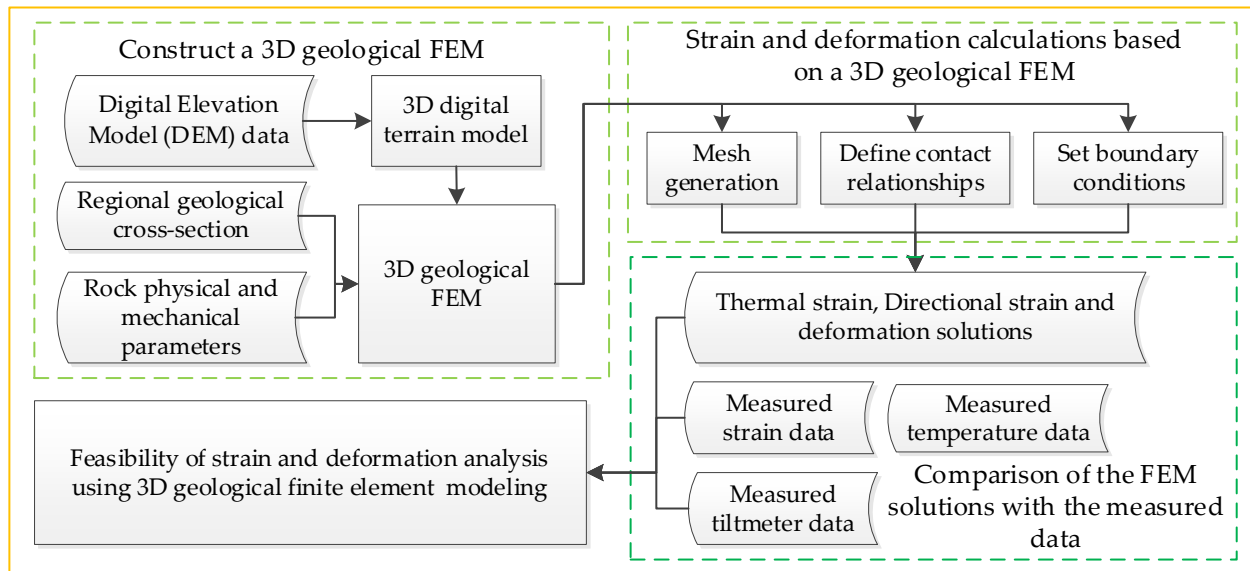 Construct a 3D geological FEM
Digital Elevation
Model (DEM) data
3D digital
terrain model
Regional geological
cross-section
Rock physical and
mechanical
parameters
3D geological
FEM
Strain and deformation calculations based
on a 3D geological FEM
Mesh
generation
Define contact
relationships
Set boundary
conditions
Thermal strain, Directional strain and
deformation solutions
Measured
strain data
Measured
temperature data
Measured
tiltmeter data
Comparison of the FEM
solutions with the measured
data
Feasibility of strain and deformation analysis
using 3D geological finite element modeling